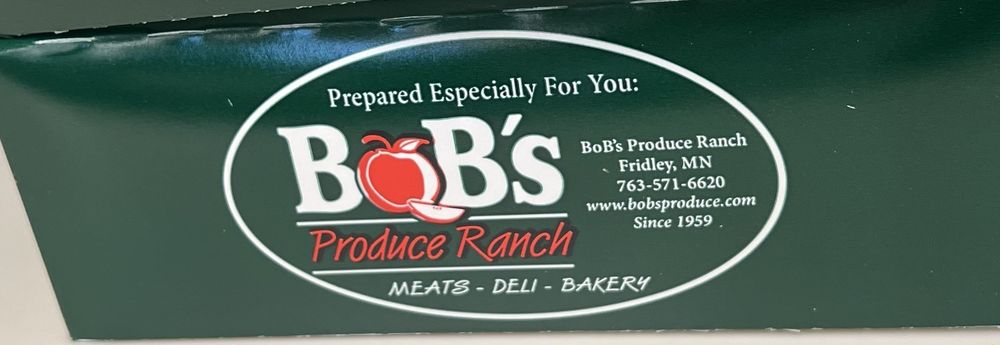 Prepared Especially For You:
BoB's
Produce Ranch
MEATS - DELI - BAKERY
BoB's Produce Ranch
Fridley, MN
763-571-6620
www.bobsproduce.com
Since 1959